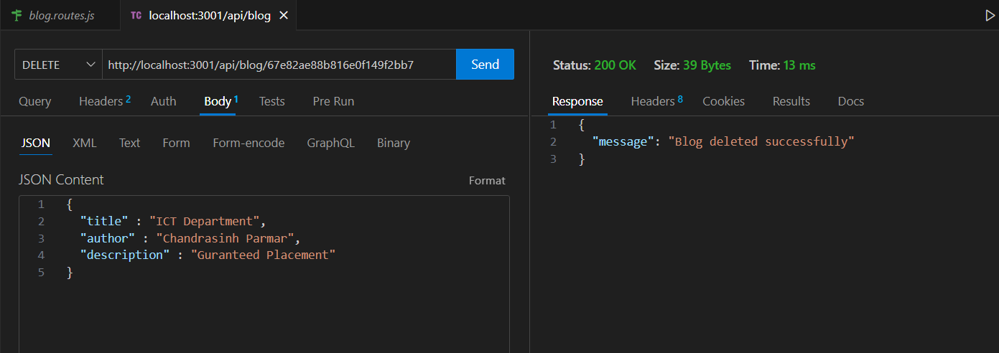 blog.routes.js
TC localhost:3001/api/blog
DELETE http://localhost:3001/api/blog/67e82ae88b816e0f149f2bb7 Send
Query Headers 2 Auth Body 1 Tests Pre Run
JSON XML Text Form Form-encode GraphQL Binary
JSON Content Format
1 {
2 "title" : "ICT Department",
3 "author" : "Chandrasinh Parmar",
4 "description" : "Guranteed Placement"
5 }
Status: 200 OK Size: 39 Bytes Time: 13 ms
Response Headers 8 Cookies Results Docs
1 {
2 "message": "Blog deleted successfully"
3 }